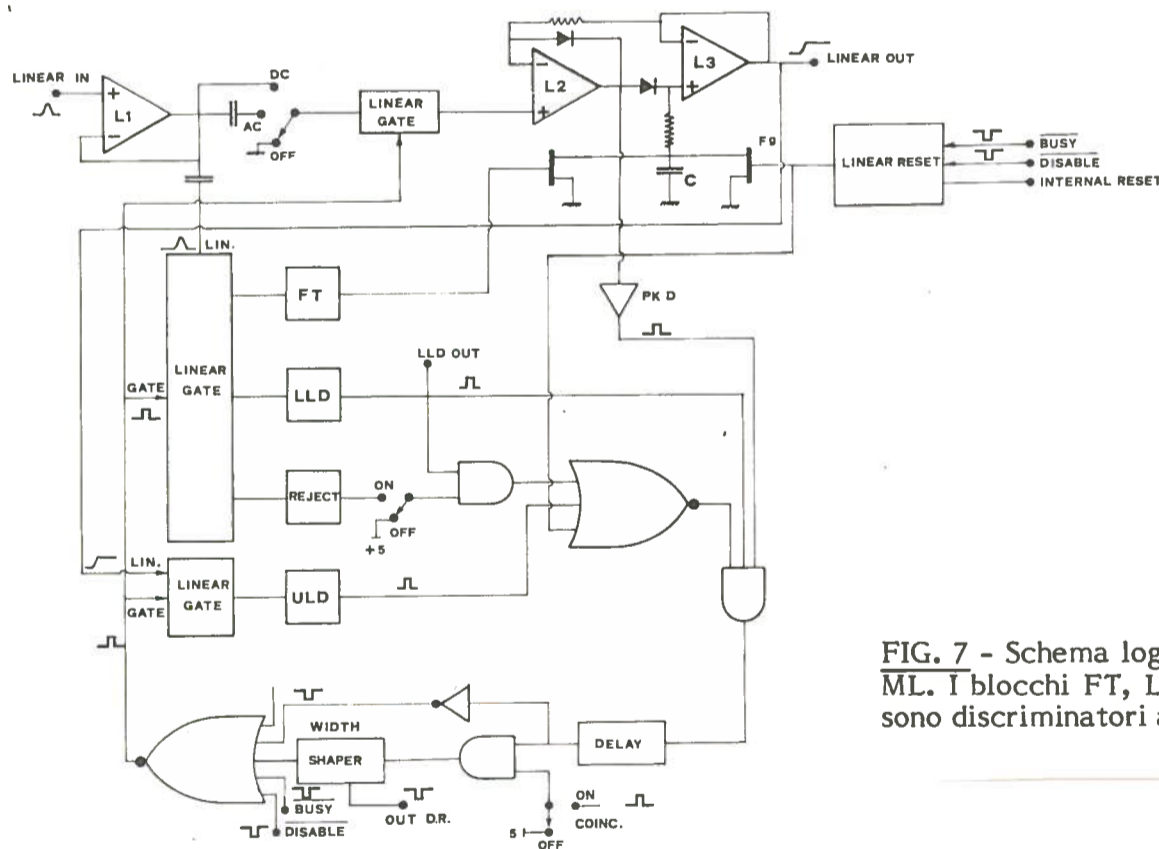 LINEAR IN
+
L1
−
DC
AC
OFF
LINEAR
GATE
−
L2
+
−
L3
+
LINEAR OUT
F9
C
LINEAR RESET
BUSY
DISABLE
INTERNAL RESET
LIN.
FT
PK D
LLD OUT
GATE
LINEAR
GATE
LLD
REJECT
ON
OFF
+5
LIN.
GATE
LINEAR
GATE
ULD
WIDTH
SHAPER
DELAY
BUSY
DISABLE
OUT D.R.
ON
COINC.
5
OFF
FIG. 7 - Schema log
ML. I blocchi FT, L
sono discriminatori a